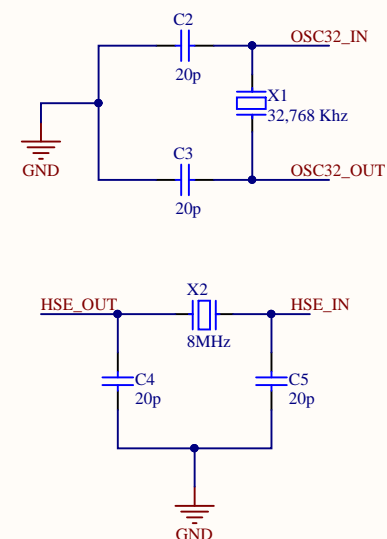 C2
OSC32_IN
20p
X1
32,768 Khz
C3
OSC32_OUT
GND
20p
X2
HSE_OUT
HSE_IN
8MHz
C4
20p
C5
20p
GND